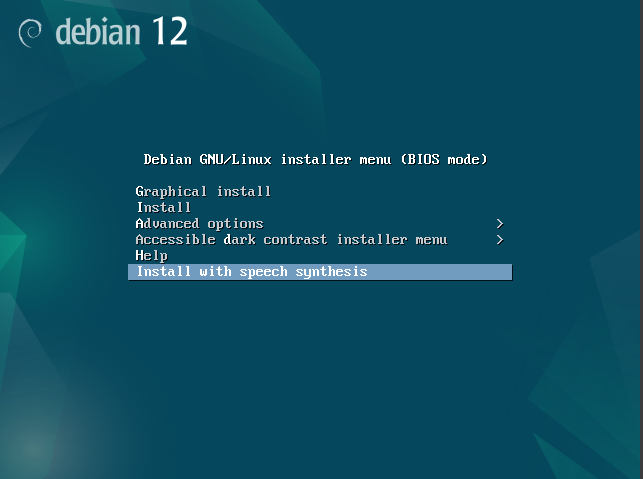 debian 12
Debian GNU/Linux installer menu (BIOS mode)
Graphical install
Install
Advanced options >
Accessible dark contrast installer menu >
Help
Install with speech synthesis